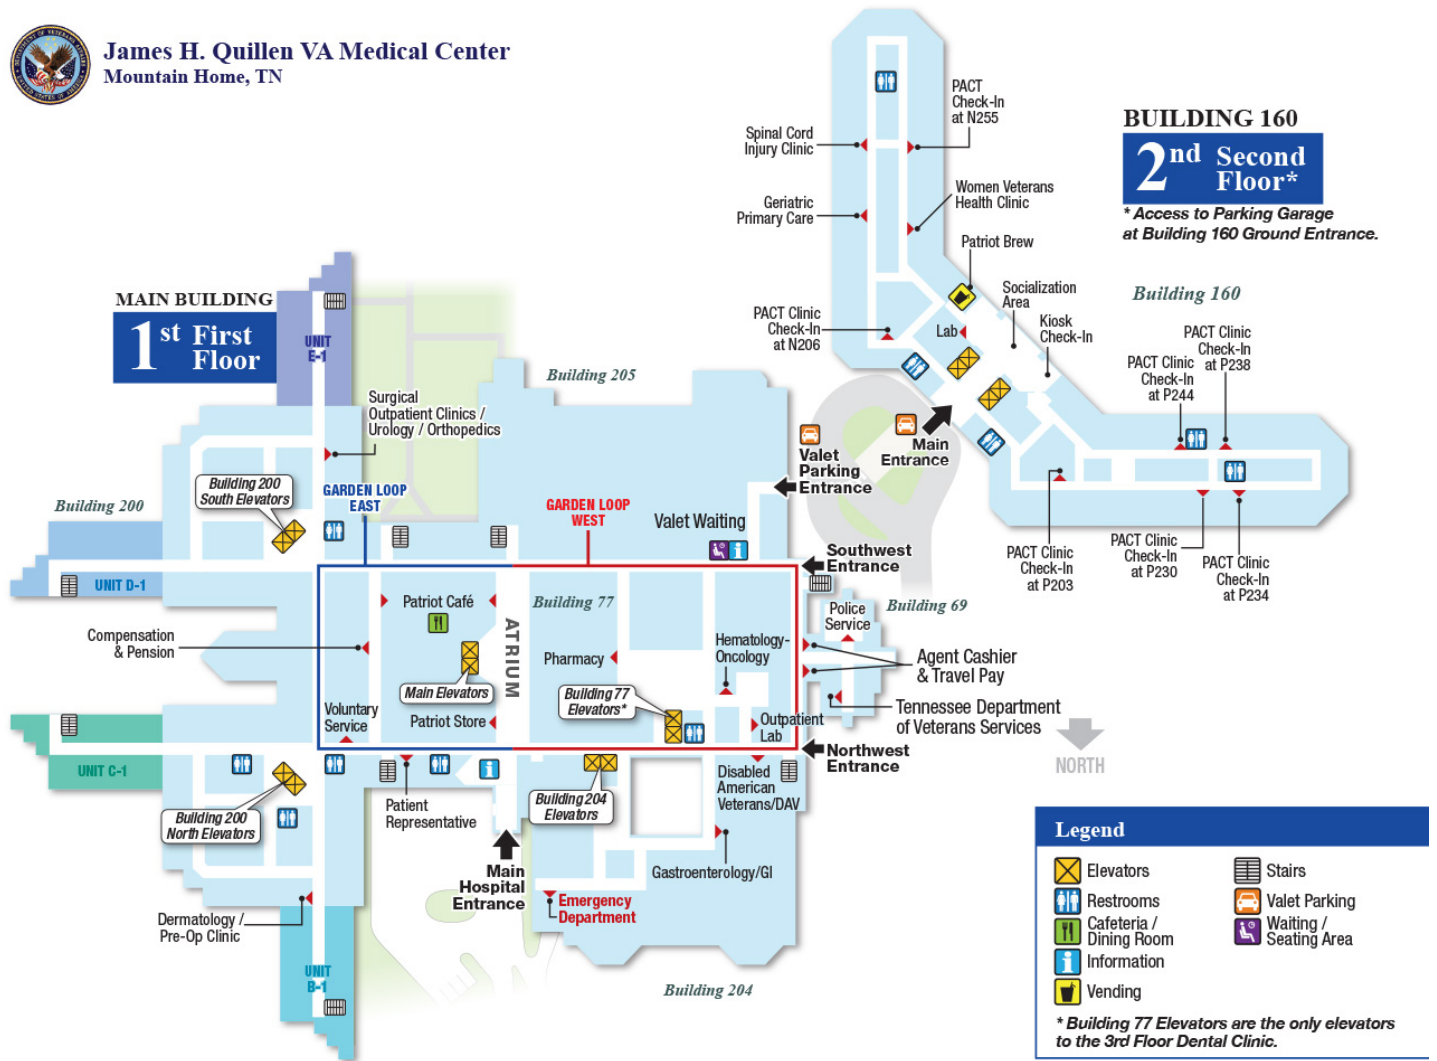 James H. Quillen VA Medical Center
Mountain Home, TN
BUILDING 160
2nd Second
Floor*
* Access to Parking Garage
at Building 160 Ground Entrance.
Building 160
PACT
Check-In
at N255
Spinal Cord
Injury Clinic
Women Veterans
Health Clinic
Geriatric
Primary Care
Patriot Brew
Socialization
Area
Kiosk
Check-In
PACT Clinic
Check-In
at N206
Lab
PACT Clinic
Check-In
at P238
PACT Clinic
Check-In
at P244
Main
Entrance
PACT Clinic
Check-In
at P203
PACT Clinic
Check-In
at P230
PACT Clinic
Check-In
at P234
MAIN BUILDING
1st First
Floor
UNIT
E-1
Building 205
Surgical
Outpatient Clinics /
Urology / Orthopedics
Valet
Parking
Entrance
Building 200
South Elevators
Building 200
GARDEN LOOP
EAST
GARDEN LOOP
WEST
Valet Waiting
Southwest
Entrance
UNIT D-1
Patriot Café
Building 77
Building 69
Police
Service
Compensation
& Pension
ATRIUM
Pharmacy
Hematology-
Oncology
Agent Cashier
& Travel Pay
Main Elevators
Building 77
Elevators*
Voluntary
Service
Patriot Store
Outpatient
Lab
Tennessee Department
of Veterans Services
Northwest
Entrance
NORTH
UNIT C-1
Building 200
North Elevators
Patient
Representative
Building 204
Elevators
Disabled
American
Veterans/DAV
Main
Hospital
Entrance
Gastroenterology/GI
Emergency
Department
Dermatology /
Pre-Op Clinic
UNIT
B-1
Building 204
Legend
Elevators
Restrooms
Cafeteria /
Dining Room
Information
Vending
Stairs
Valet Parking
Waiting /
Seating Area
* Building 77 Elevators are the only elevators
to the 3rd Floor Dental Clinic.